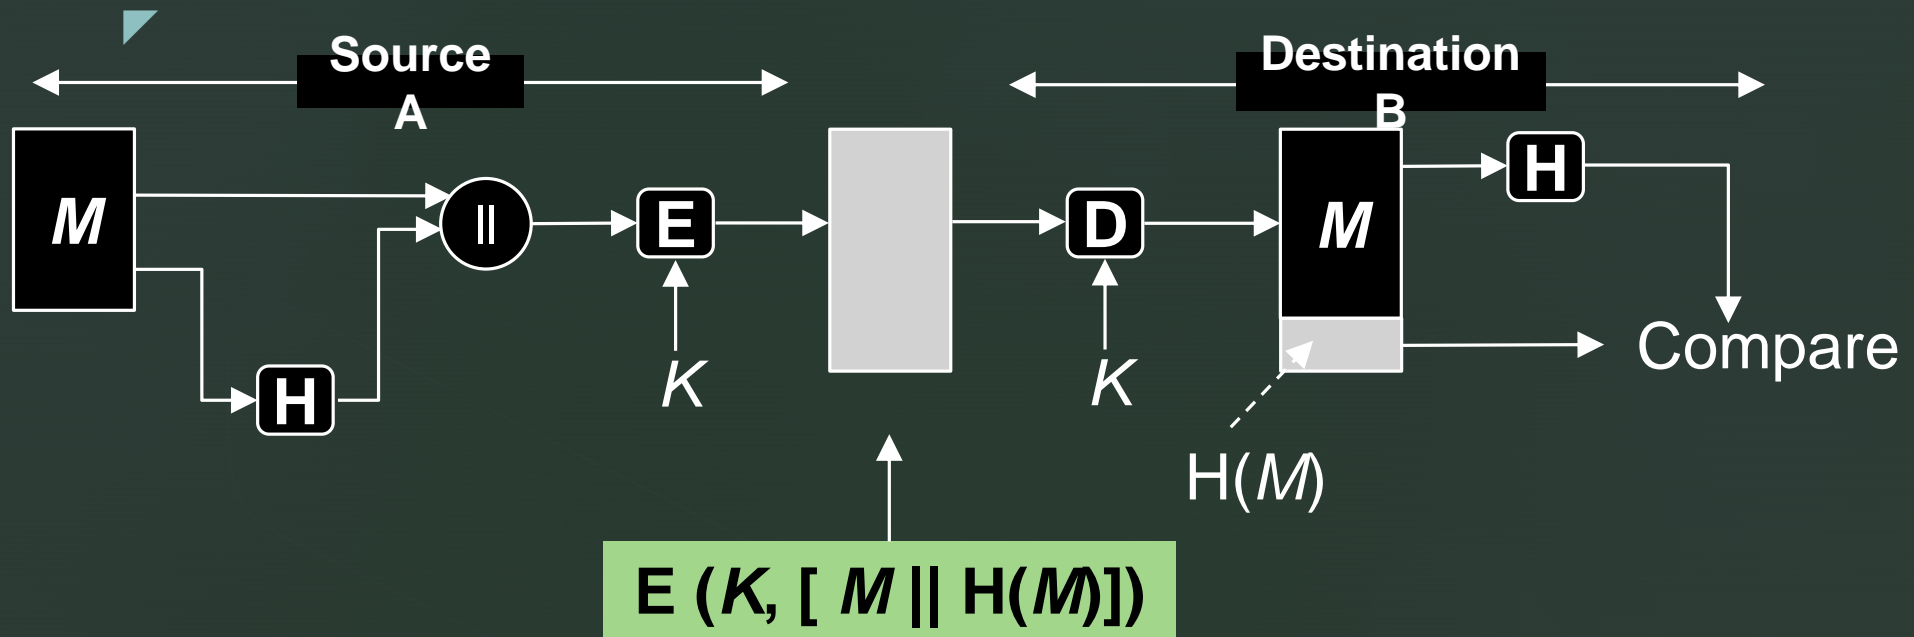 Source
A
Destination
B
M
||
E
D
M
H
H
K
K
Compare
H(M)
E (K, [ M || H(M)])